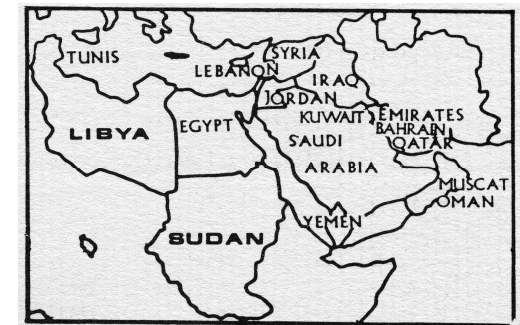 TUNIS
SYRIA
LEBANON
IRAQ
JORDAN
KUWAIT
EMIRATES
BAHRAIN
QATAR
LIBYA
EGYPT
SAUDI
ARABIA
MUSCAT
OMAN
YEMEN
SUDAN